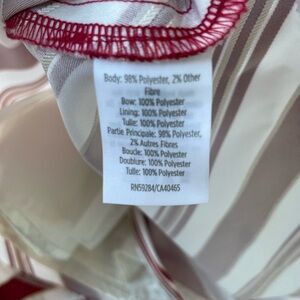 Body: 98% Polyester, 2% Other
Fibre
Bow: 100% Polyester
Lining: 100% Polyester
Tulle: 100% Polyester
Partie Principale: 98% Polyester,
2% Autres Fibres
Boucle: 100% Polyester
Doublure: 100% Polyester
Tulle: 100% Polyester
RN59284/CA40465